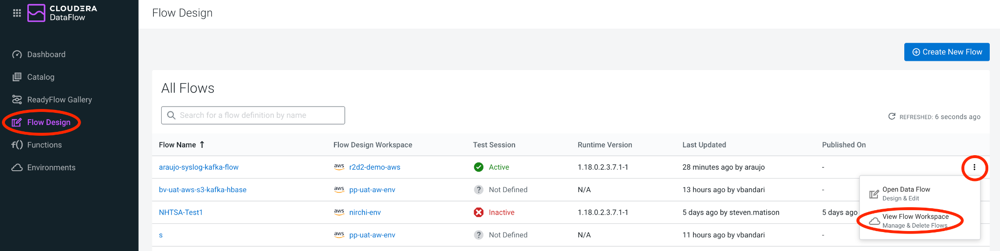 CLOUDERA
DataFlow
Flow Design
Dashboard
Catalog
ReadyFlow Gallery
Flow Design
f() Functions
Environments
Create New Flow
All Flows
Search for a flow definition by name
REFRESHED: 6 seconds ago
Flow Name ↑ Flow Design Workspace Test Session Runtime Version Last Updated Published On
araujo-syslog-kafka-flow aws r2d2-demo-aws Active 1.18.0.2.3.7.1-1 28 minutes ago by araujo -
bv-uat-aws-s3-kafka-hbase aws pp-uat-aw-env ? Not Defined N/A 13 hours ago by vbandari -
NHTSA-Test1 aws nirchi-env Inactive 1.18.0.2.3.7.1-1 5 days ago by steven.matison 5 days ago
s aws pp-uat-aw-env ? Not Defined N/A 11 hours ago by vbandari -
Open Data Flow
Design & Edit
View Flow Workspace
Manage & Delete Flows